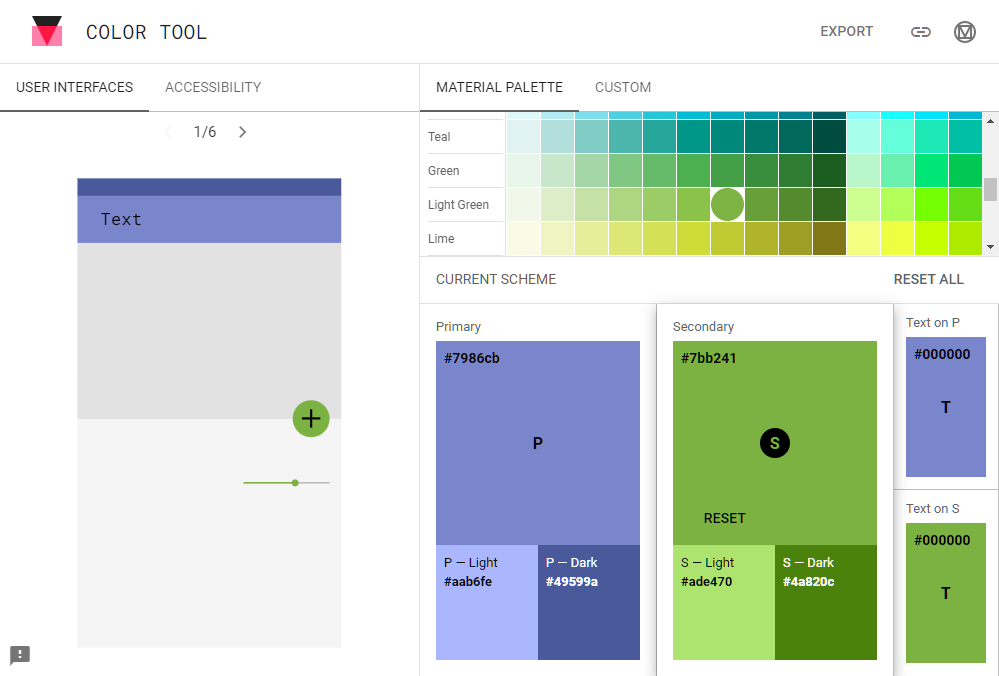 COLOR TOOL
EXPORT
USER INTERFACES
ACCESSIBILITY
MATERIAL PALETTE
CUSTOM
1/6
Text
Teal
Green
Light Green
Lime
CURRENT SCHEME
RESET ALL
Primary
#7986cb
P
P — Light
#aab6fe
P — Dark
#49599a
Secondary
#7bb241
S
RESET
S — Light
#ade470
S — Dark
#4a820c
Text on P
#000000
T
Text on S
#000000
T